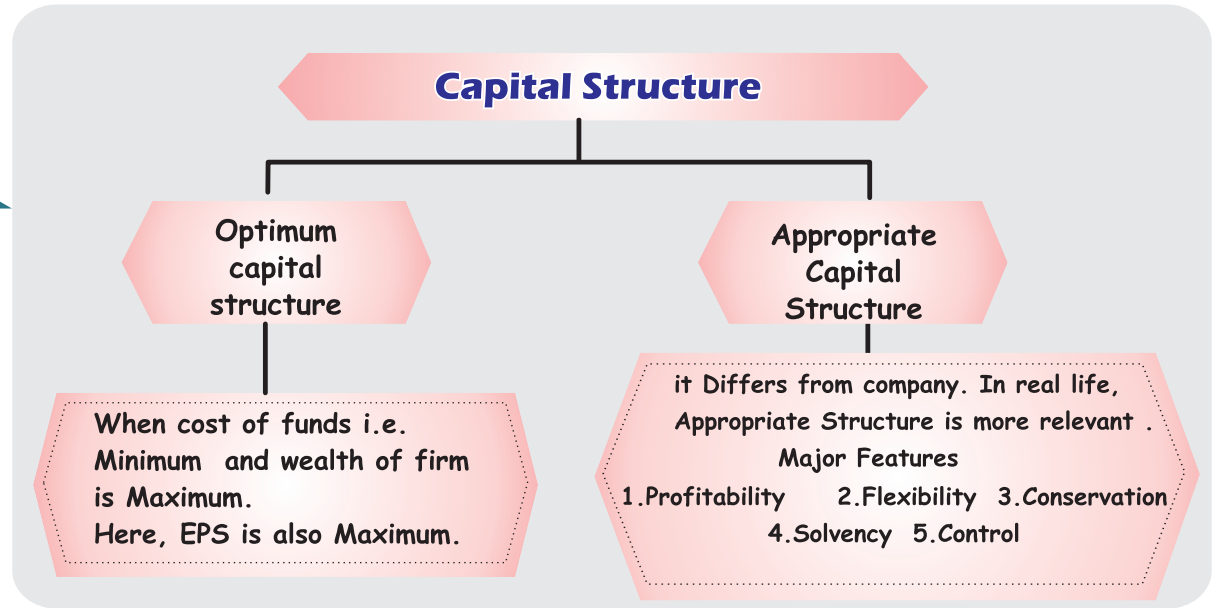 Capital Structure
Optimum
capital
structure
Appropriate
Capital
Structure
When cost of funds i.e.
Minimum and wealth of firm
is Maximum.
Here, EPS is also Maximum.
it Differs from company. In real life,
Appropriate Structure is more relevant .
Major Features
1.Profitability 2.Flexibility 3.Conservation
4.Solvency 5.Control